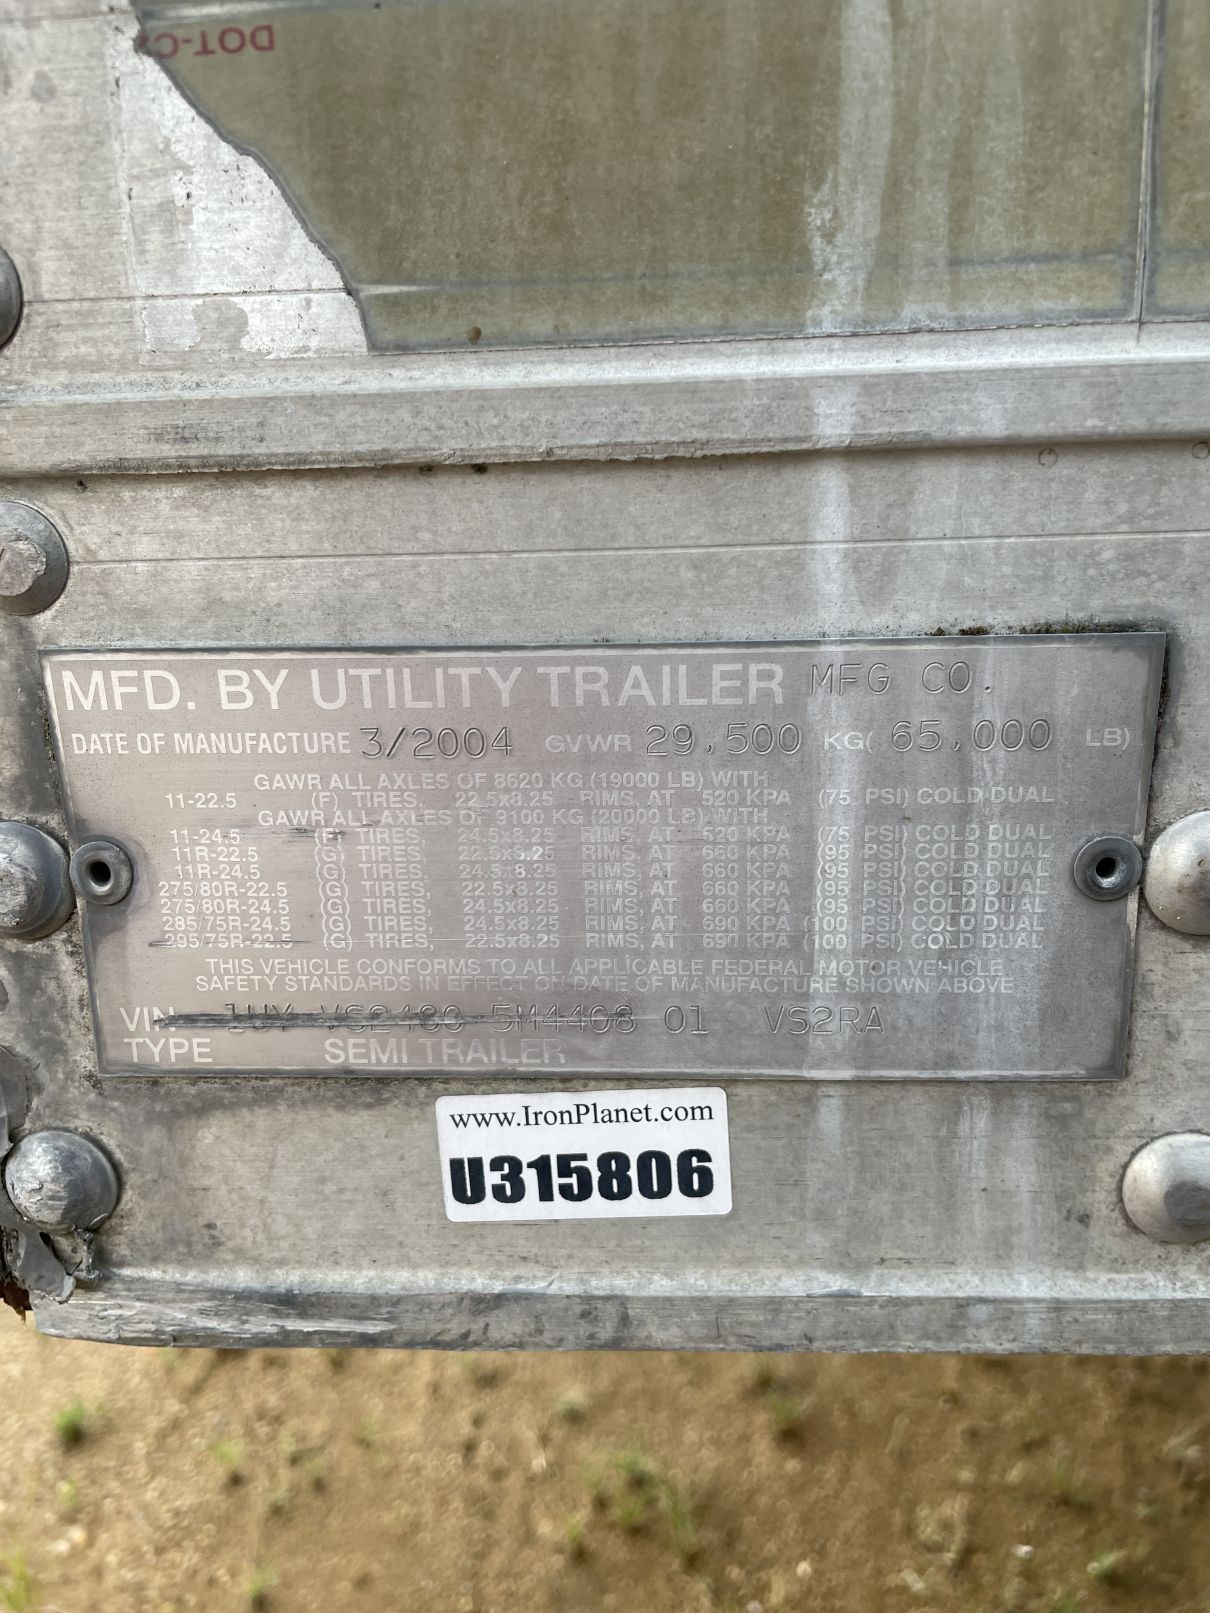 DOT-C
MFD. BY UTILITY TRAILER MFG CO.
DATE OF MANUFACTURE 3/2004 GVWR 29,500 KG( 65,000 LB)
GAWR ALL AXLES OF 8620 KG (19000 LB) WITH
11-22.5 (F) TIRES, 22.5x8.25 RIMS, AT 520 KPA (75 PSI) COLD DUAL
GAWR ALL AXLES OF 9100 KG (20000 LB) WITH
11-24.5 (F) TIRES, 24.5x8.25 RIMS, AT 520 KPA (75 PSI) COLD DUAL
11R-22.5 (G) TIRES, 22.5x8.25 RIMS, AT 660 KPA (95 PSI) COLD DUAL
11R-24.5 (G) TIRES, 24.5x8.25 RIMS, AT 660 KPA (95 PSI) COLD DUAL
275/80R-22.5 (G) TIRES, 22.5x8.25 RIMS, AT 660 KPA (95 PSI) COLD DUAL
275/80R-24.5 (G) TIRES, 24.5x8.25 RIMS, AT 660 KPA (95 PSI) COLD DUAL
285/75R-24.5 (G) TIRES, 24.5x8.25 RIMS, AT 690 KPA (100 PSI) COLD DUAL
295/75R-22.5 (G) TIRES, 22.5x8.25 RIMS, AT 690 KPA (100 PSI) COLD DUAL
THIS VEHICLE CONFORMS TO ALL APPLICABLE FEDERAL MOTOR VEHICLE
SAFETY STANDARDS IN EFFECT ON DATE OF MANUFACTURE SHOWN ABOVE
VIN 1UY VS2480 5M4408 01 VS2RA
TYPE SEMI TRAILER
www.IronPlanet.com
U315806